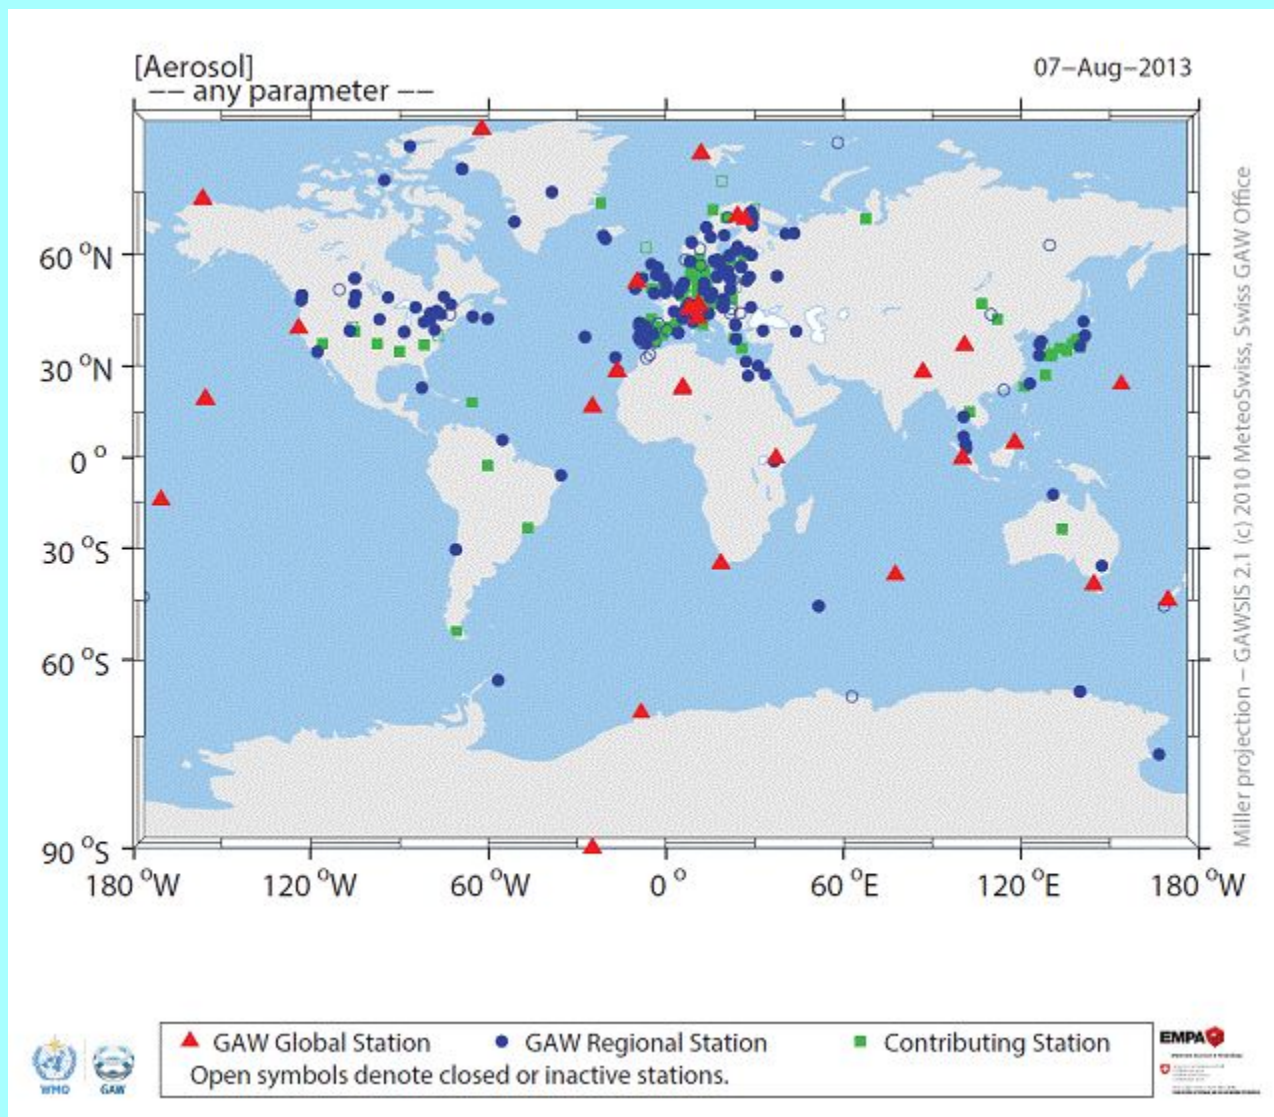 [Aerosol]
07−Aug−2013
−− any parameter −−
60 °N
30 °N
0 °
30 °S
60 °S
90 °S
180 °W
120 °W
60 °W
0 °
60 °E
120 °E
180 °W
Miller projection − GAWSIS 2.1 (c) 2010 MeteoSwiss, Swiss GAW Office
GAW Global Station
GAW Regional Station
Contributing Station
Open symbols denote closed or inactive stations.
WMO
GAW
EMPA